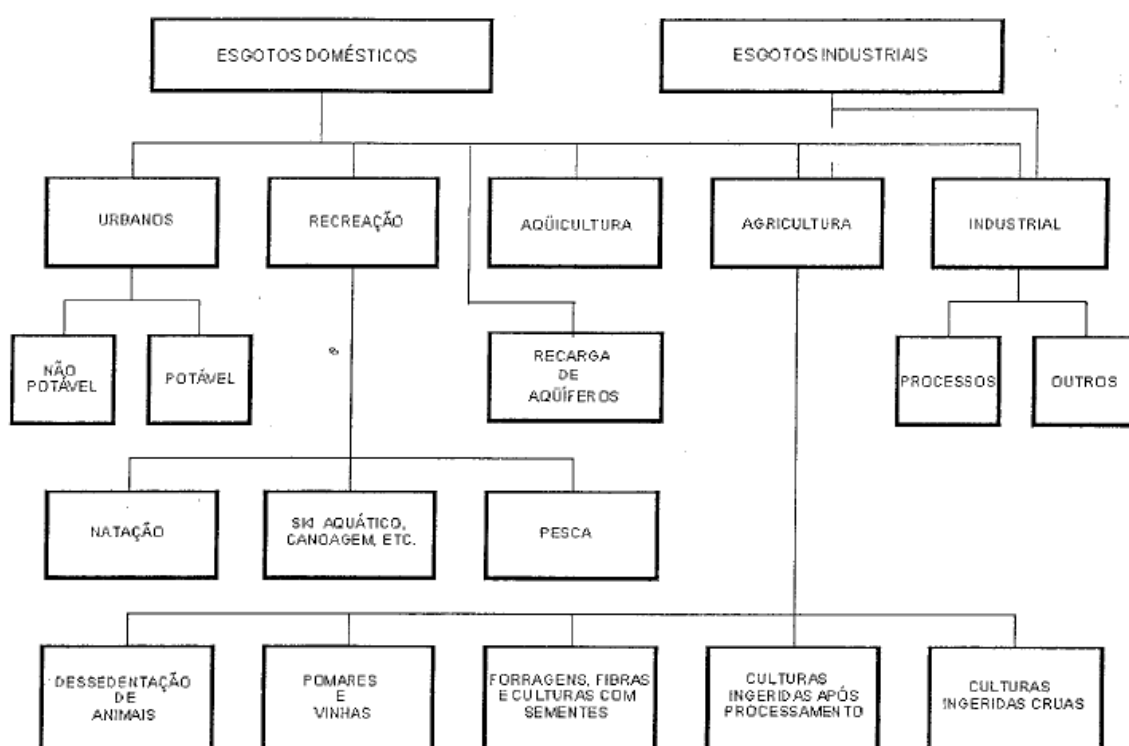 ESGOTOS DOMÉSTICOS
ESGOTOS INDUSTRIAIS
URBANOS
RECREAÇÃO
AQÜICULTURA
AGRICULTURA
INDUSTRIAL
NÃO
POTÁVEL
POTÁVEL
RECARGA
DE
AQÜÍFEROS
PROCESSOS
OUTROS
NATAÇÃO
SKI AQUÁTICO,
CANOAGEM, ETC.
PESCA
DESSEDENTAÇÃO
DE
ANIMAIS
POMARES
E
VINHAS
FORRAGENS, FIBRAS
E CULTURAS COM
SEMENTES
CULTURAS
INGERIDAS APÓS
PROCESSAMENTO
CULTURAS
INGERIDAS CRUAS